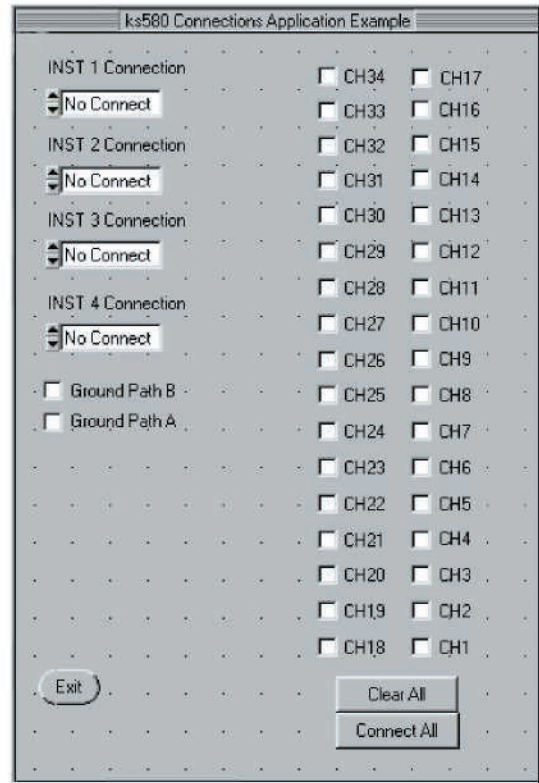 ks580 Connections Application Example
INST 1 Connection
No Connect
INST 2 Connection
No Connect
INST 3 Connection
No Connect
INST 4 Connection
No Connect
Ground Path B
Ground Path A
CH34 CH17
CH33 CH16
CH32 CH15
CH31 CH14
CH30 CH13
CH29 CH12
CH28 CH11
CH27 CH10
CH26 CH9
CH25 CH8
CH24 CH7
CH23 CH6
CH22 CH5
CH21 CH4
CH20 CH3
CH19 CH2
CH18 CH1
Exit
Clear All
Connect All